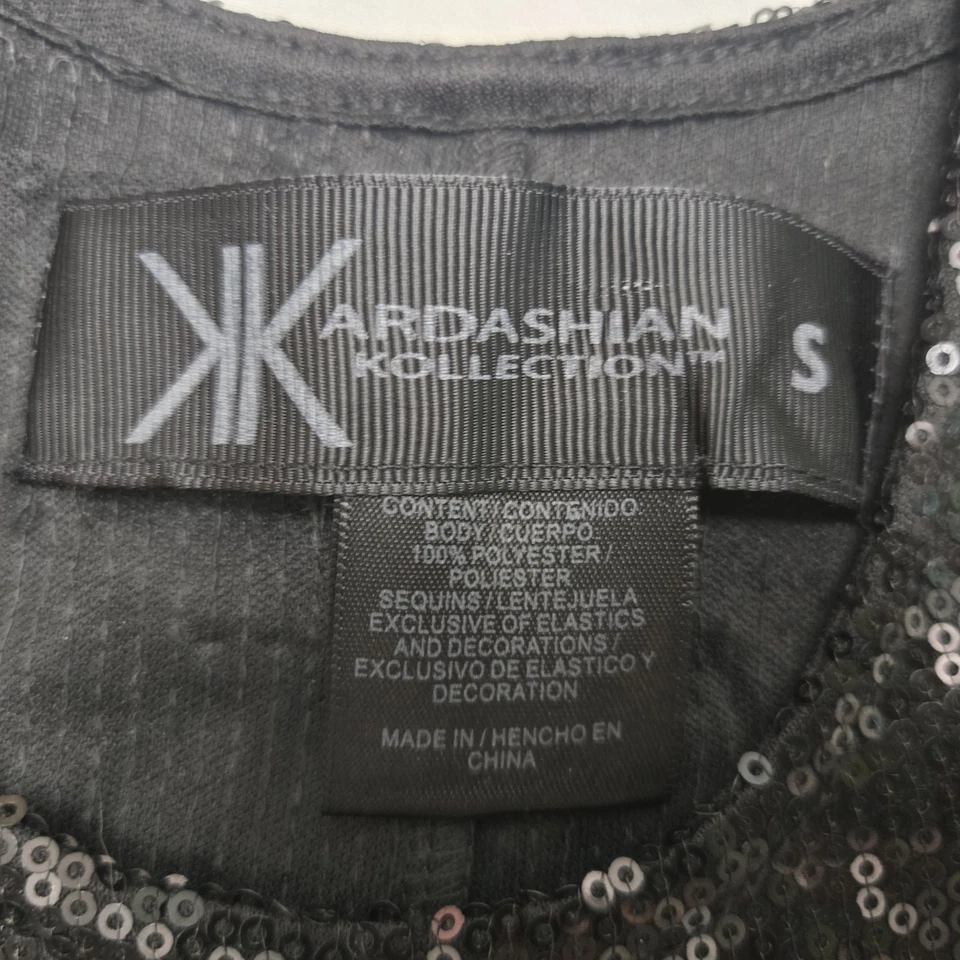 KARDASHIAN
KOLLECTION™
S
CONTENT/CONTENIDO
BODY/CUERPO
100% POLYESTER/
POLIESTER
SEQUINS/LENTEJUELA
EXCLUSIVE OF ELASTICS
AND DECORATIONS/
EXCLUSIVO DE ELASTICO Y
DECORATION
MADE IN/HENCHO EN
CHINA